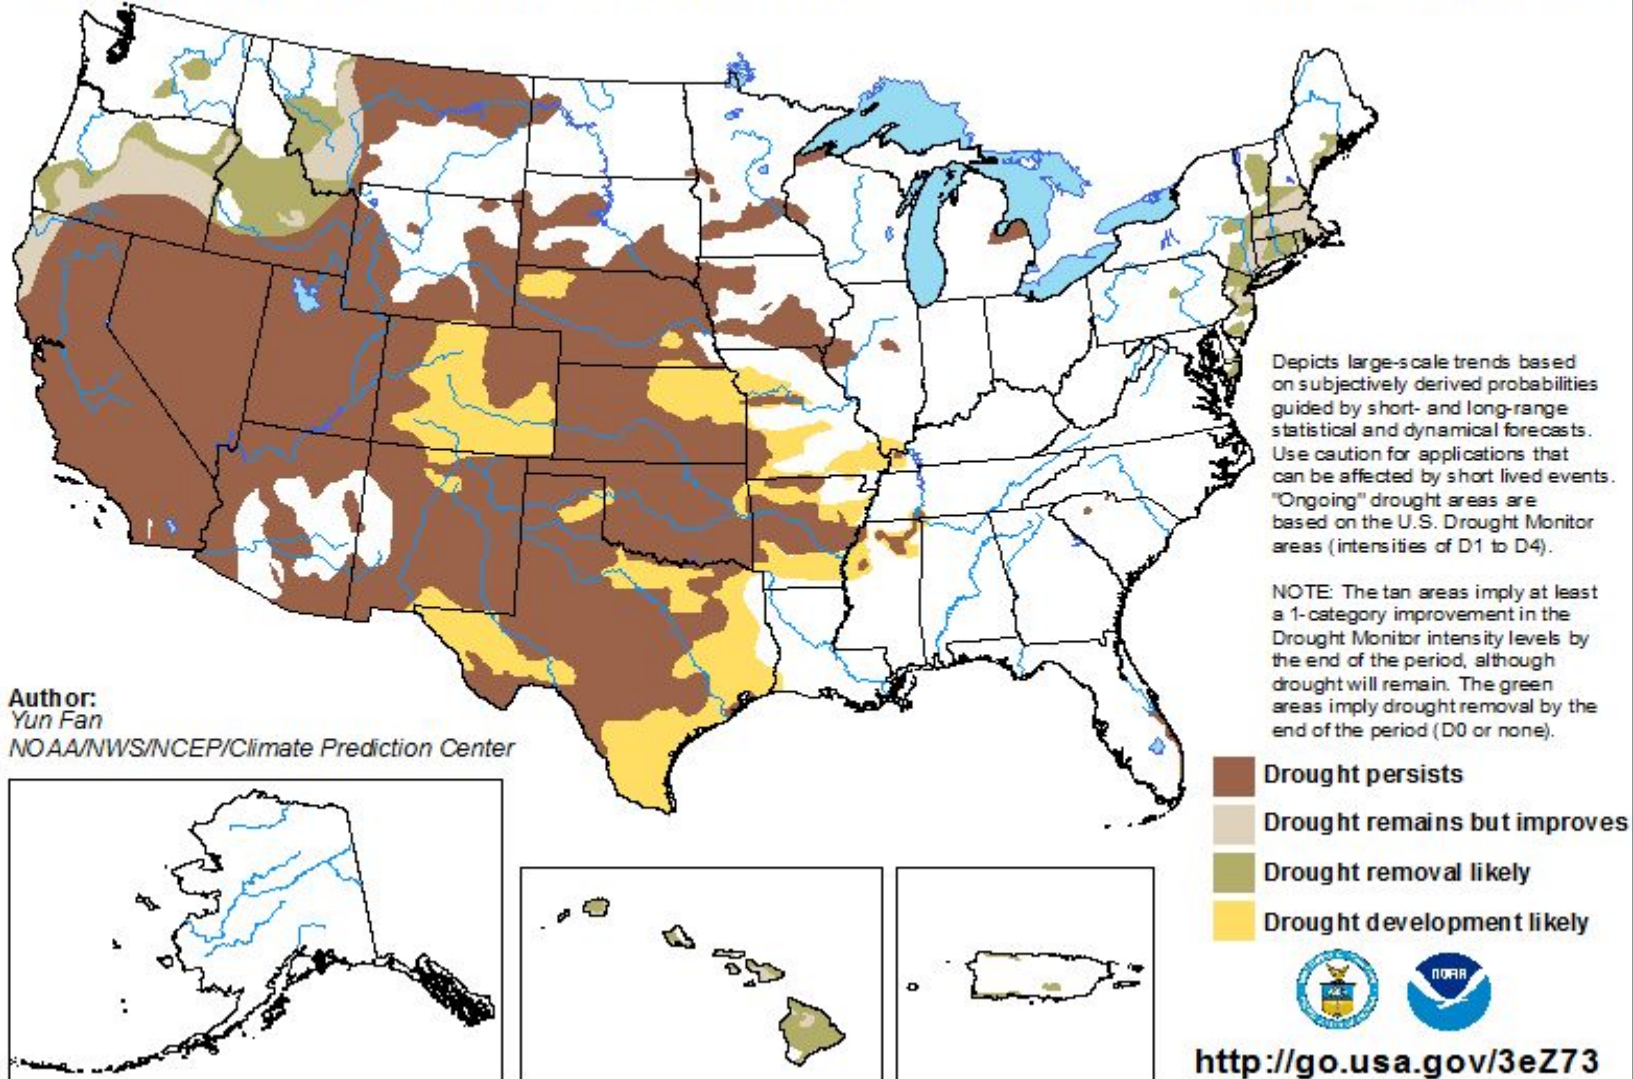 Depicts large-scale trends based
on subjectively derived probabilities
guided by short- and long-range
statistical and dynamical forecasts.
Use caution for applications that
can be affected by short lived events.
"Ongoing" drought areas are
based on the U.S. Drought Monitor
areas (intensities of D1 to D4).
NOTE: The tan areas imply at least
a 1-category improvement in the
Drought Monitor intensity levels by
the end of the period, although
drought will remain. The green
areas imply drought removal by the
end of the period (D0 or none).
Author:
Yun Fan
NOAA/NWS/NCEP/Climate Prediction Center
Drought persists
Drought remains but improves
Drought removal likely
Drought development likely
NOAA
http://go.usa.gov/3eZ73